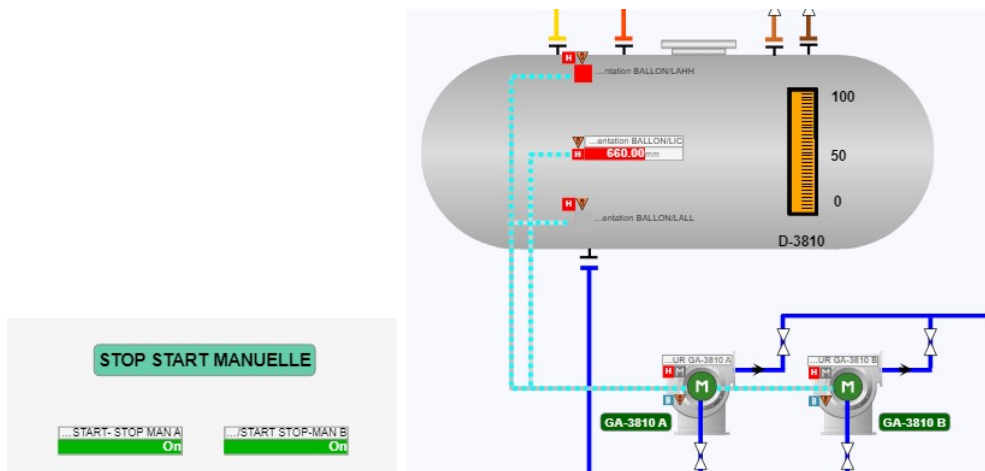 STOP START MANUELLE
...START- STOP MAN A
On
.../START STOP-MAN B
On
H
...ntation BALLON/LAHH
...entation BALLON/LIC
H
660.00 mm
H
...entation BALLON/LALL
100
50
0
D-3810
...UR GA-3810 A
H M
M
B
GA-3810 A
...UR GA-3810 B
H M
M
B
GA-3810 B